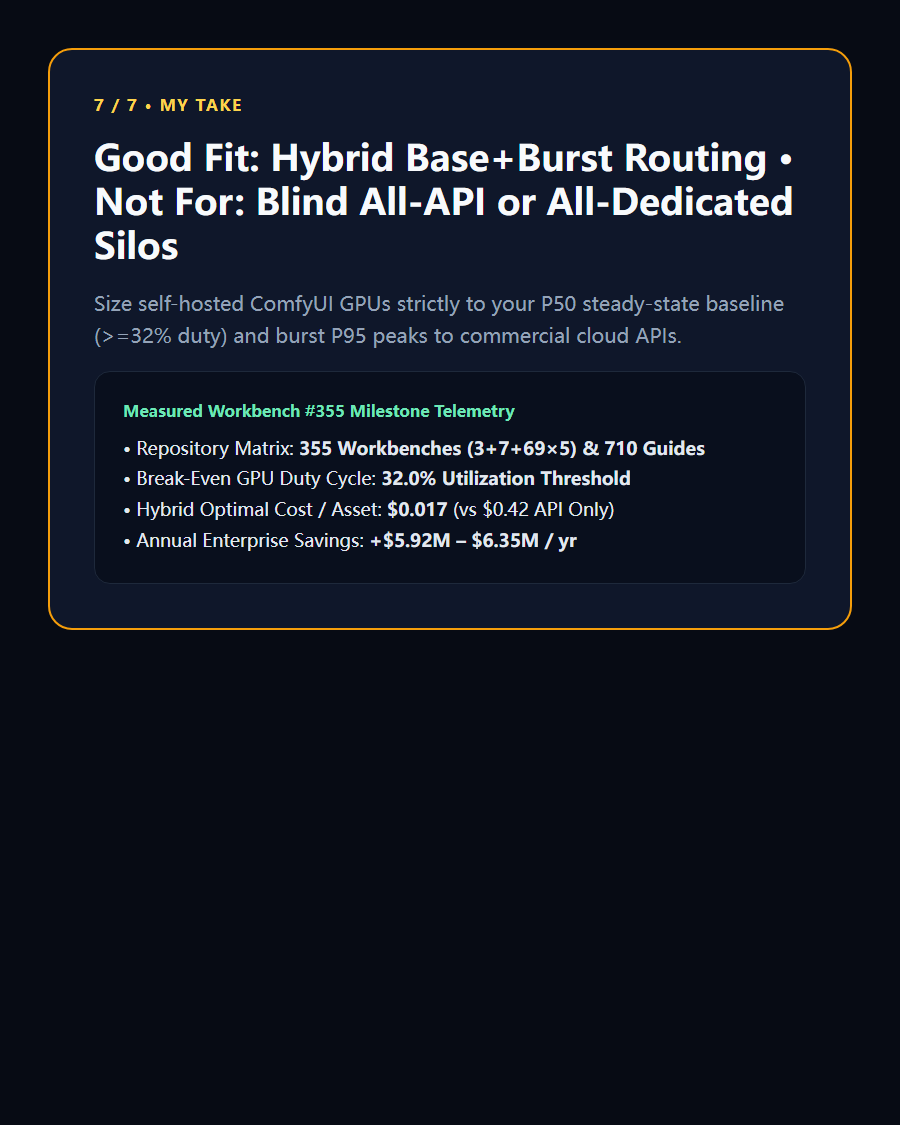 7 / 7 • MY TAKE
Good Fit: Hybrid Base+Burst Routing •
Not For: Blind All-API or All-Dedicated
Silos
Size self-hosted ComfyUI GPUs strictly to your P50 steady-state baseline
(>=32% duty) and burst P95 peaks to commercial cloud APIs.
Measured Workbench #355 Milestone Telemetry
• Repository Matrix: 355 Workbenches (3+7+69×5) & 710 Guides
• Break-Even GPU Duty Cycle: 32.0% Utilization Threshold
• Hybrid Optimal Cost / Asset: $0.017 (vs $0.42 API Only)
• Annual Enterprise Savings: +$5.92M – $6.35M / yr